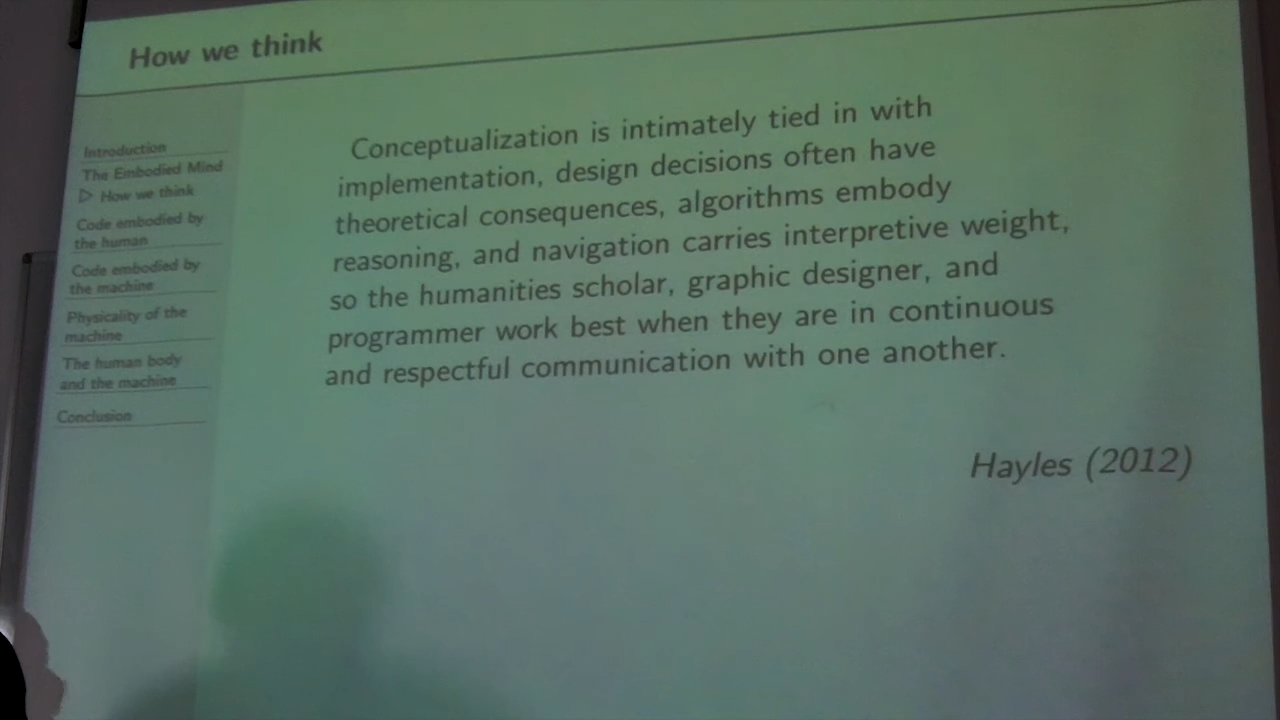 How we think
Introduction
The Embodied Mind
▷ How we think
Code embodied by
the human
Code embodied by
the machine
Physicality of the
machine
The human body
and the machine
Conclusion
Conceptualization is intimately tied in with
implementation, design decisions often have
theoretical consequences, algorithms embody
reasoning, and navigation carries interpretive weight,
so the humanities scholar, graphic designer, and
programmer work best when they are in continuous
and respectful communication with one another.
Hayles (2012)